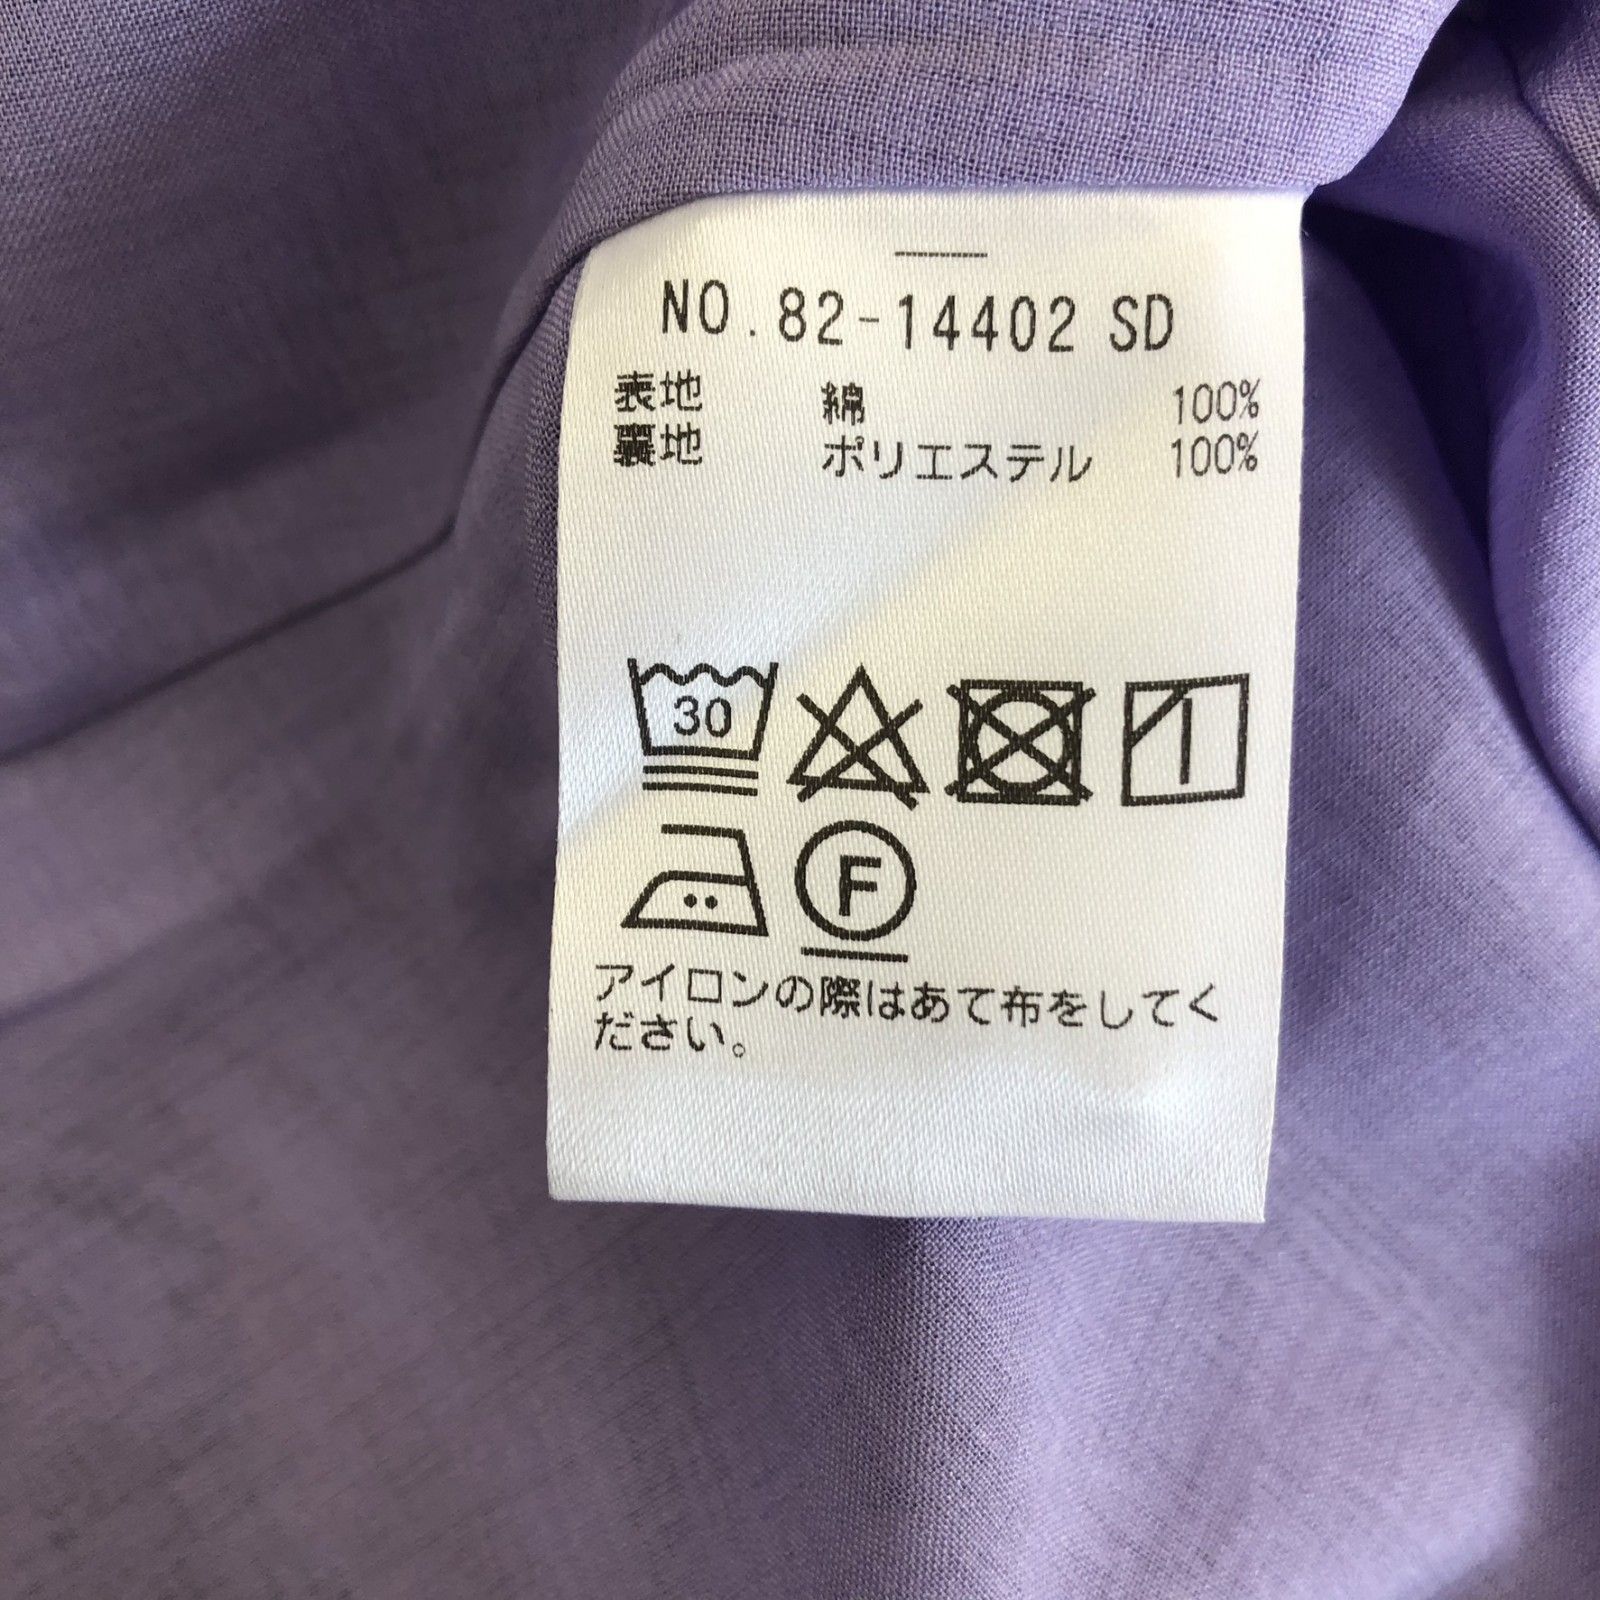 NO.82-14402 SD
表地 綿 100%
裏地 ポリエステル 100%
30
F
アイロンの際はあて布をしてく
ださい。